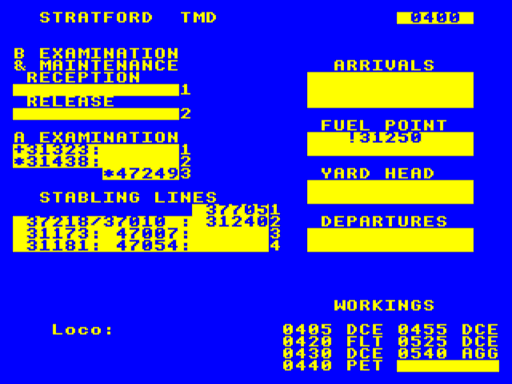 STRATFORD TMD 0400
B EXAMINATION
& MAINTENANCE
RECEPTION
1
RELEASE
2
A EXAMINATION
+31323: 1
*31438: 2
*47249 3
STABLING LINES
37705 1
37218/37010 : 31240 2
31173: 47007: 3
31181: 47054: 4
Loco:
ARRIVALS
FUEL POINT
!31250
YARD HEAD
DEPARTURES
WORKINGS
0405 DCE 0455 DCE
0420 FLT 0525 DCE
0430 DCE 0540 AGG
0440 PET